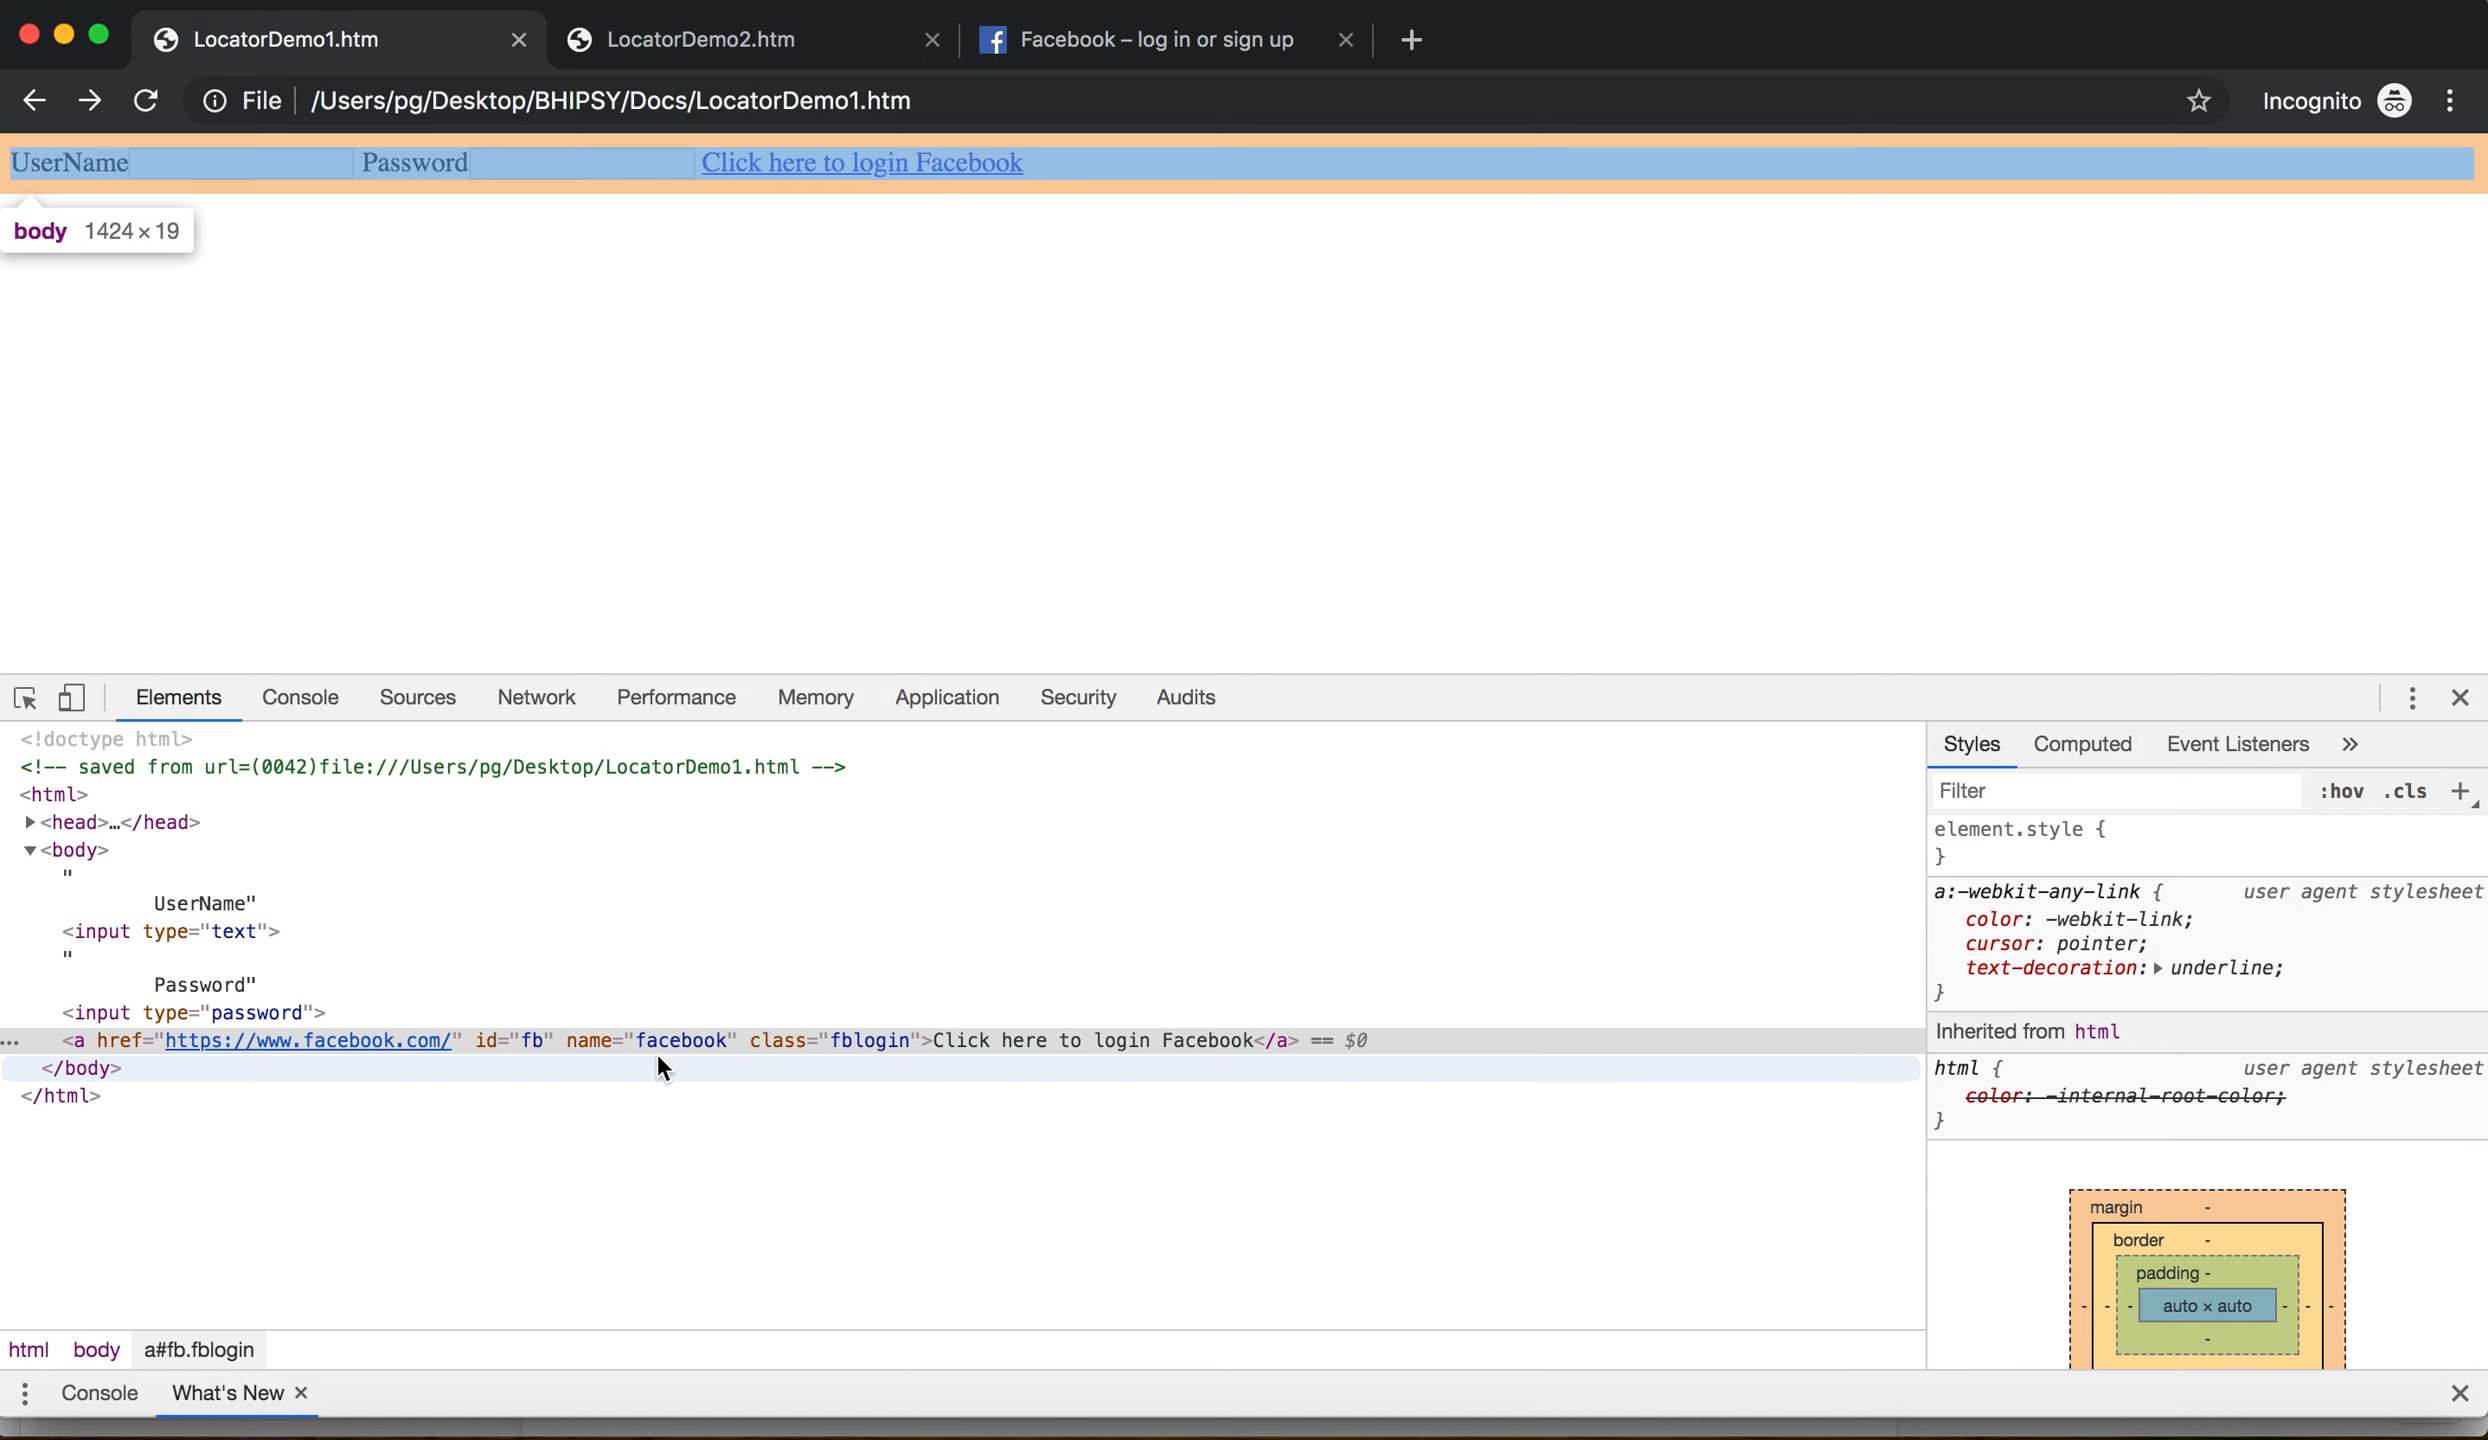 LocatorDemo1.htm
LocatorDemo2.htm
Facebook – log in or sign up
File /Users/pg/Desktop/BHIPSY/Docs/LocatorDemo1.htm
Incognito
UserName Password Click here to login Facebook
body 1424 × 19
Elements Console Sources Network Performance Memory Application Security Audits
<!doctype html>
<!-- saved from url=(0042)file:///Users/pg/Desktop/LocatorDemo1.html -->
<html>
<head>…</head>
<body>
"
UserName"
<input type="text">
"
Password"
<input type="password">
<a href="https://www.facebook.com/" id="fb" name="facebook" class="fblogin">Click here to login Facebook</a> == $0
</body>
</html>
Styles Computed Event Listeners »
Filter :hov .cls +
element.style {
}
a:-webkit-any-link { user agent stylesheet
color: -webkit-link;
cursor: pointer;
text-decoration: underline;
}
Inherited from html
html { user agent stylesheet
color: -internal-root-color;
}
margin -
border -
padding -
- - - auto × auto - - -
-
html body a#fb.fblogin
Console What's New